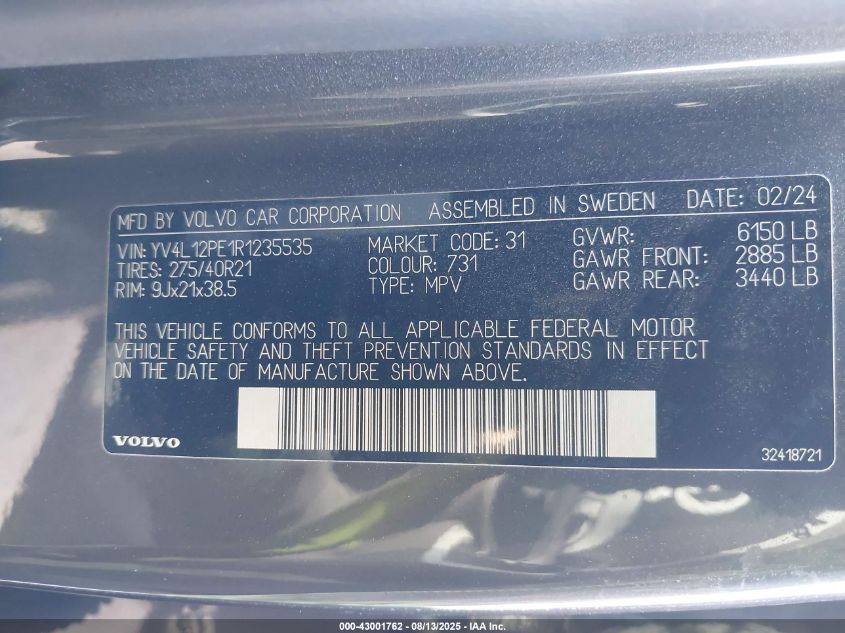 MFD BY VOLVO CAR CORPORATION ASSEMBLED IN SWEDEN DATE: 02/24
VIN: YV4L12PE1R1235535 MARKET CODE: 31 GVWR: 6150 LB
TIRES: 275/40R21 COLOUR: 731 GAWR FRONT: 2885 LB
RIM: 9Jx21x38.5 TYPE: MPV GAWR REAR: 3440 LB
THIS VEHICLE CONFORMS TO ALL APPLICABLE FEDERAL MOTOR
VEHICLE SAFETY AND THEFT PREVENTION STANDARDS IN EFFECT
ON THE DATE OF MANUFACTURE SHOWN ABOVE.
VOLVO 32418721
000-43001762 - 08/13/2025 - IAA Inc.